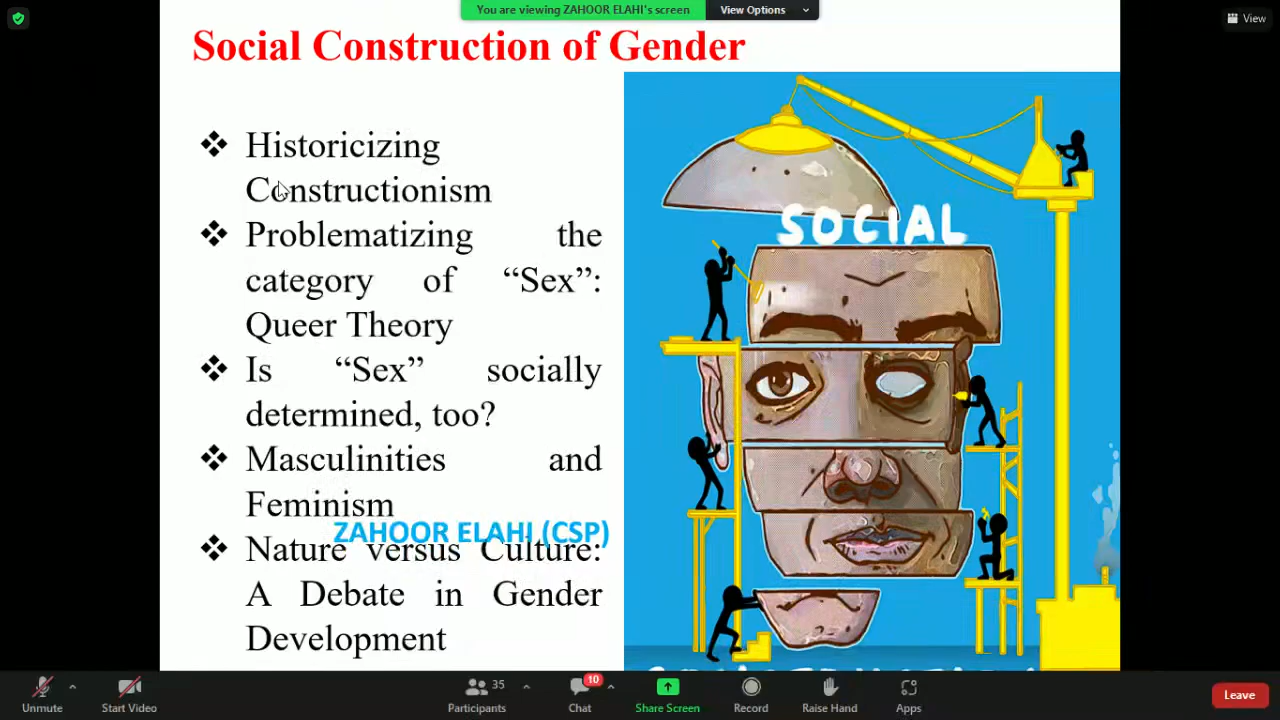 You are viewing ZAHOOR ELAHI's screen
View Options
View
Social Construction of Gender
Historicizing
Constructionism
Problematizing the
category of “Sex”:
Queer Theory
Is “Sex” socially
determined, too?
Masculinities and
Feminism
ZAHOOR ELAHI (CSP)
Nature versus Culture:
A Debate in Gender
Development
SOCIAL
Unmute
Start Video
35
Participants
10
Chat
Share Screen
Record
Raise Hand
Apps
Leave